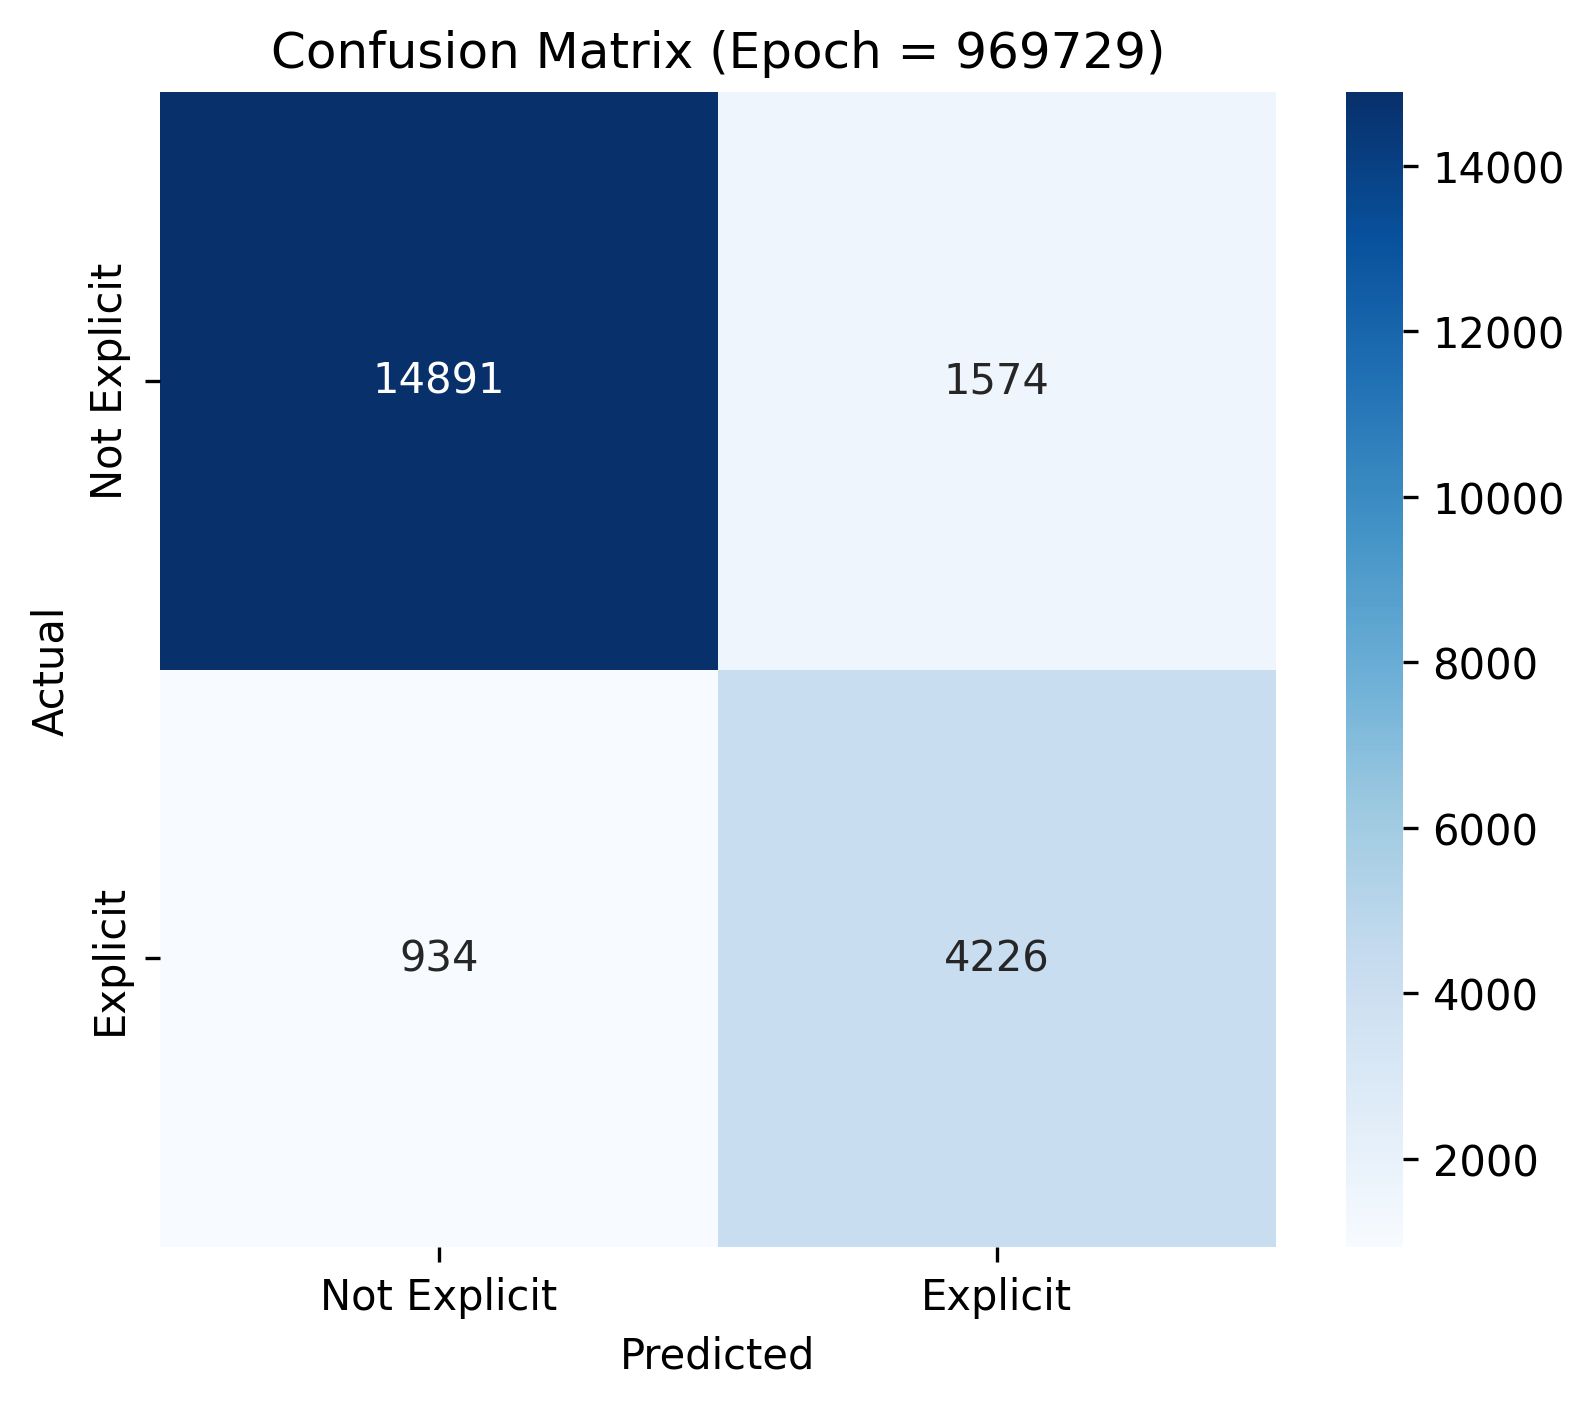 Confusion Matrix (Epoch = 969729)
Actual
Not Explicit
Explicit
14891
1574
934
4226
Not Explicit
Explicit
Predicted
14000
12000
10000
8000
6000
4000
2000